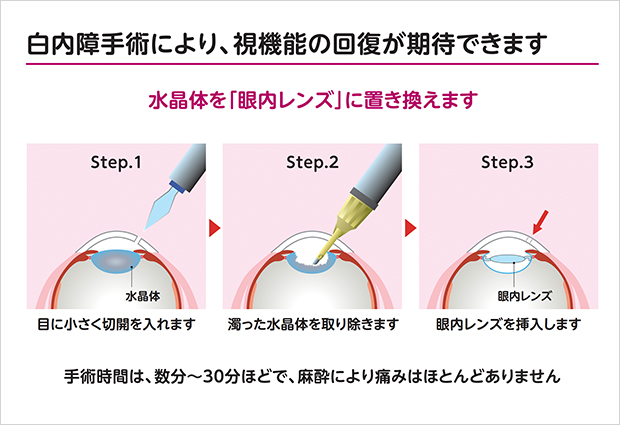 白内障手術により、視機能の回復が期待できます
水晶体を「眼内レンズ」に置き換えます
Step.1
水晶体
目に小さく切開を入れます
Step.2
濁った水晶体を取り除きます
Step.3
眼内レンズ
眼内レンズを挿入します
手術時間は、数分～30分ほどで、麻酔により痛みはほとんどありません